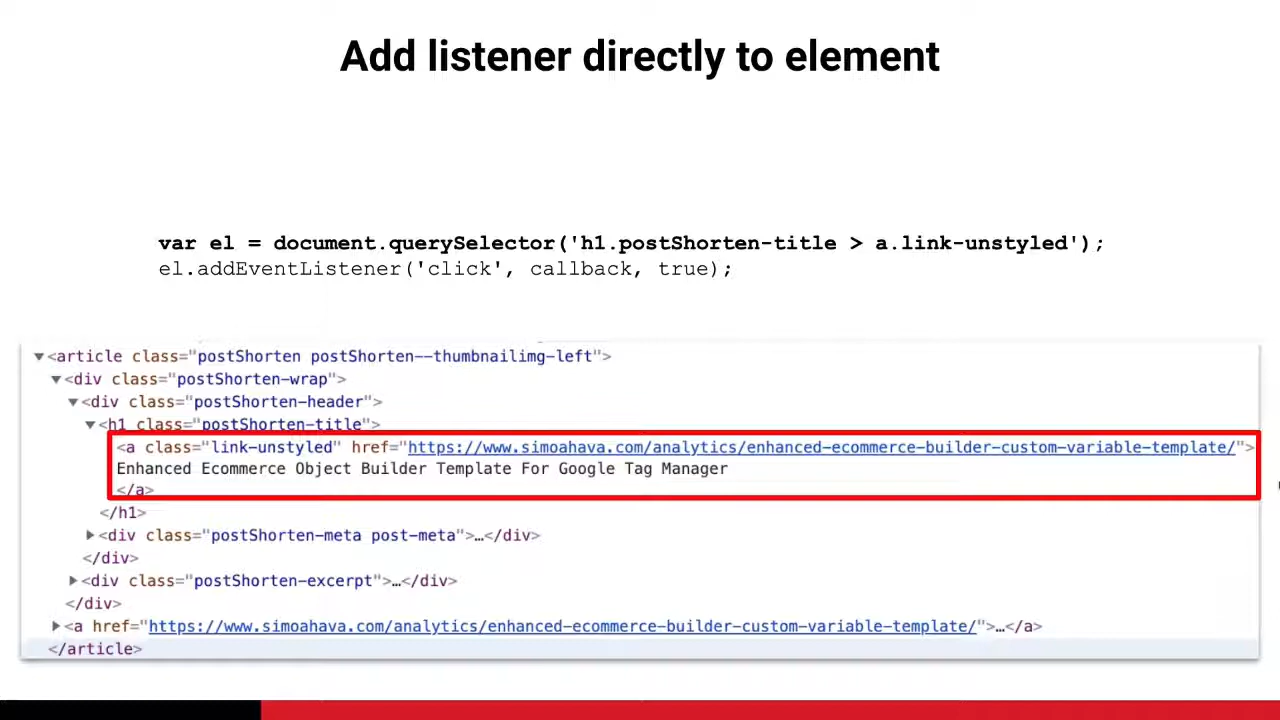 Add listener directly to element
var el = document.querySelector('h1.postShorten-title > a.link-unstyled');
el.addEventListener('click', callback, true);
▼<article class="postShorten postShorten--thumbnailimg-left">
▼<div class="postShorten-wrap">
▼<div class="postShorten-header">
▼<h1 class="postShorten-title">
<a class="link-unstyled" href="https://www.simoahava.com/analytics/enhanced-ecommerce-builder-custom-variable-template/">
Enhanced Ecommerce Object Builder Template For Google Tag Manager
</a>
</h1>
▶<div class="postShorten-meta post-meta">…</div>
</div>
▶<div class="postShorten-excerpt">…</div>
</div>
▶<a href="https://www.simoahava.com/analytics/enhanced-ecommerce-builder-custom-variable-template/">…</a>
</article>